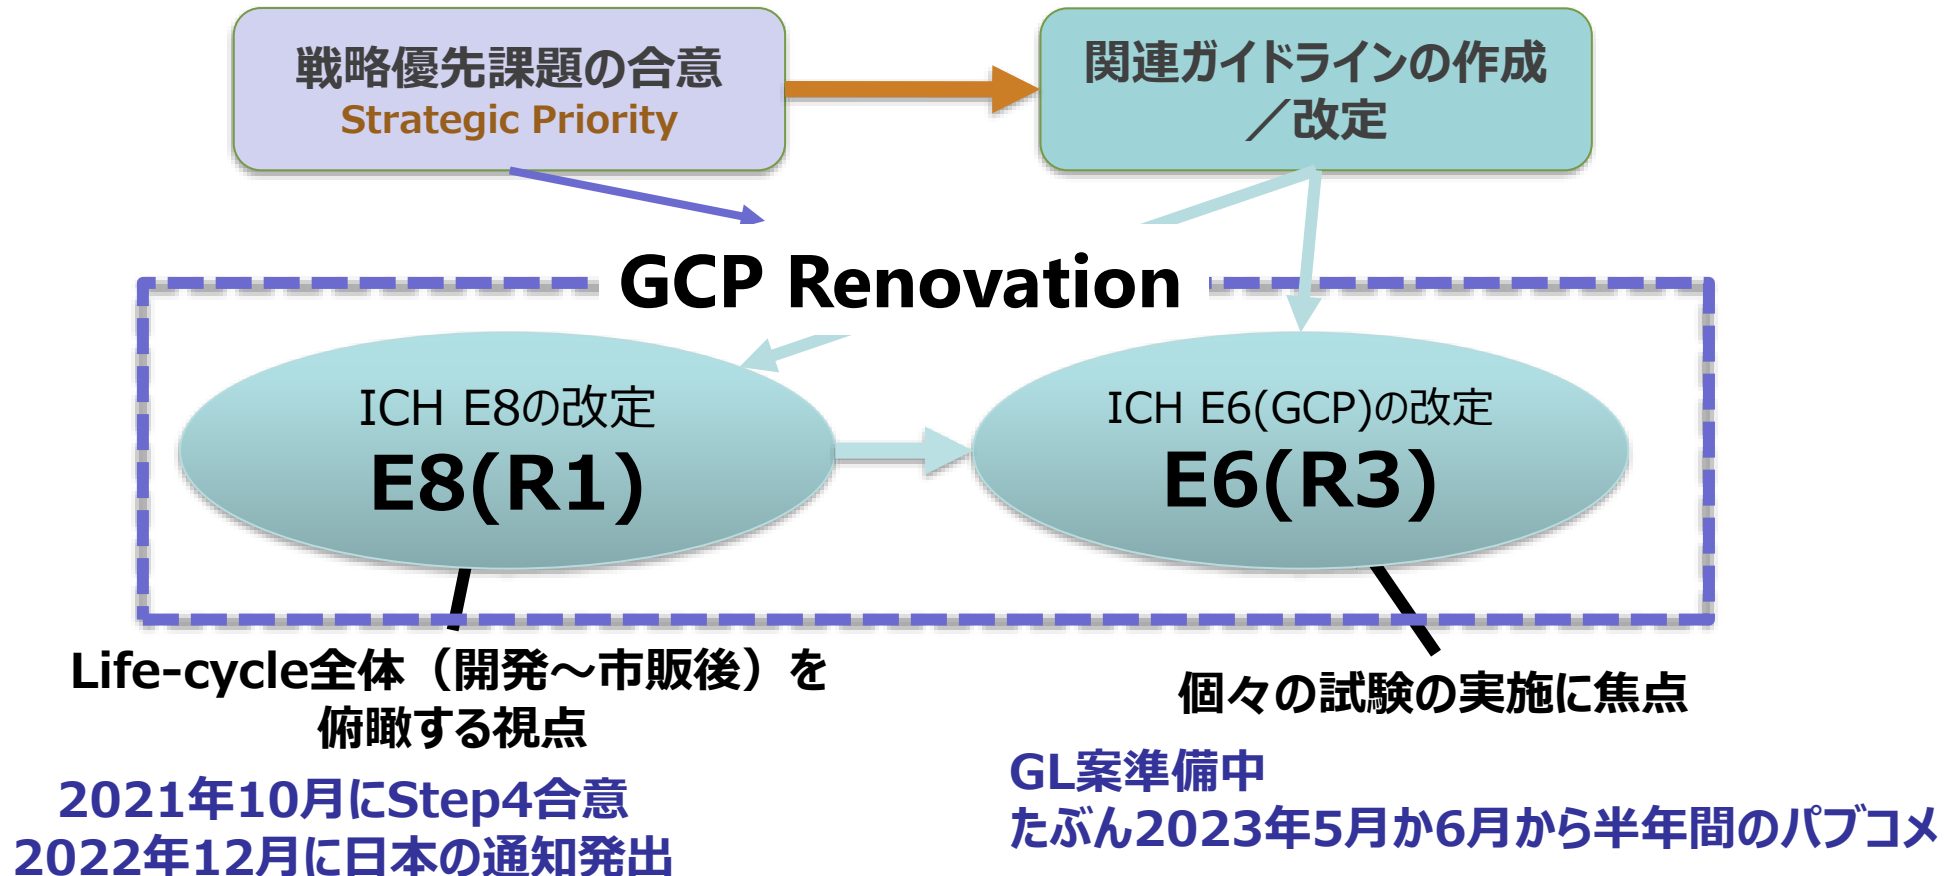 戦略優先課題の合意
Strategic Priority
関連ガイドラインの作成
／改定
GCP Renovation
ICH E8の改定
E8(R1)
ICH E6(GCP)の改定
E6(R3)
Life-cycle全体（開発～市販後）を
俯瞰する視点
2021年10月にStep4合意
2022年12月に日本の通知発出
個々の試験の実施に焦点
GL案準備中
たぶん2023年5月か6月から半年間のパブコメ